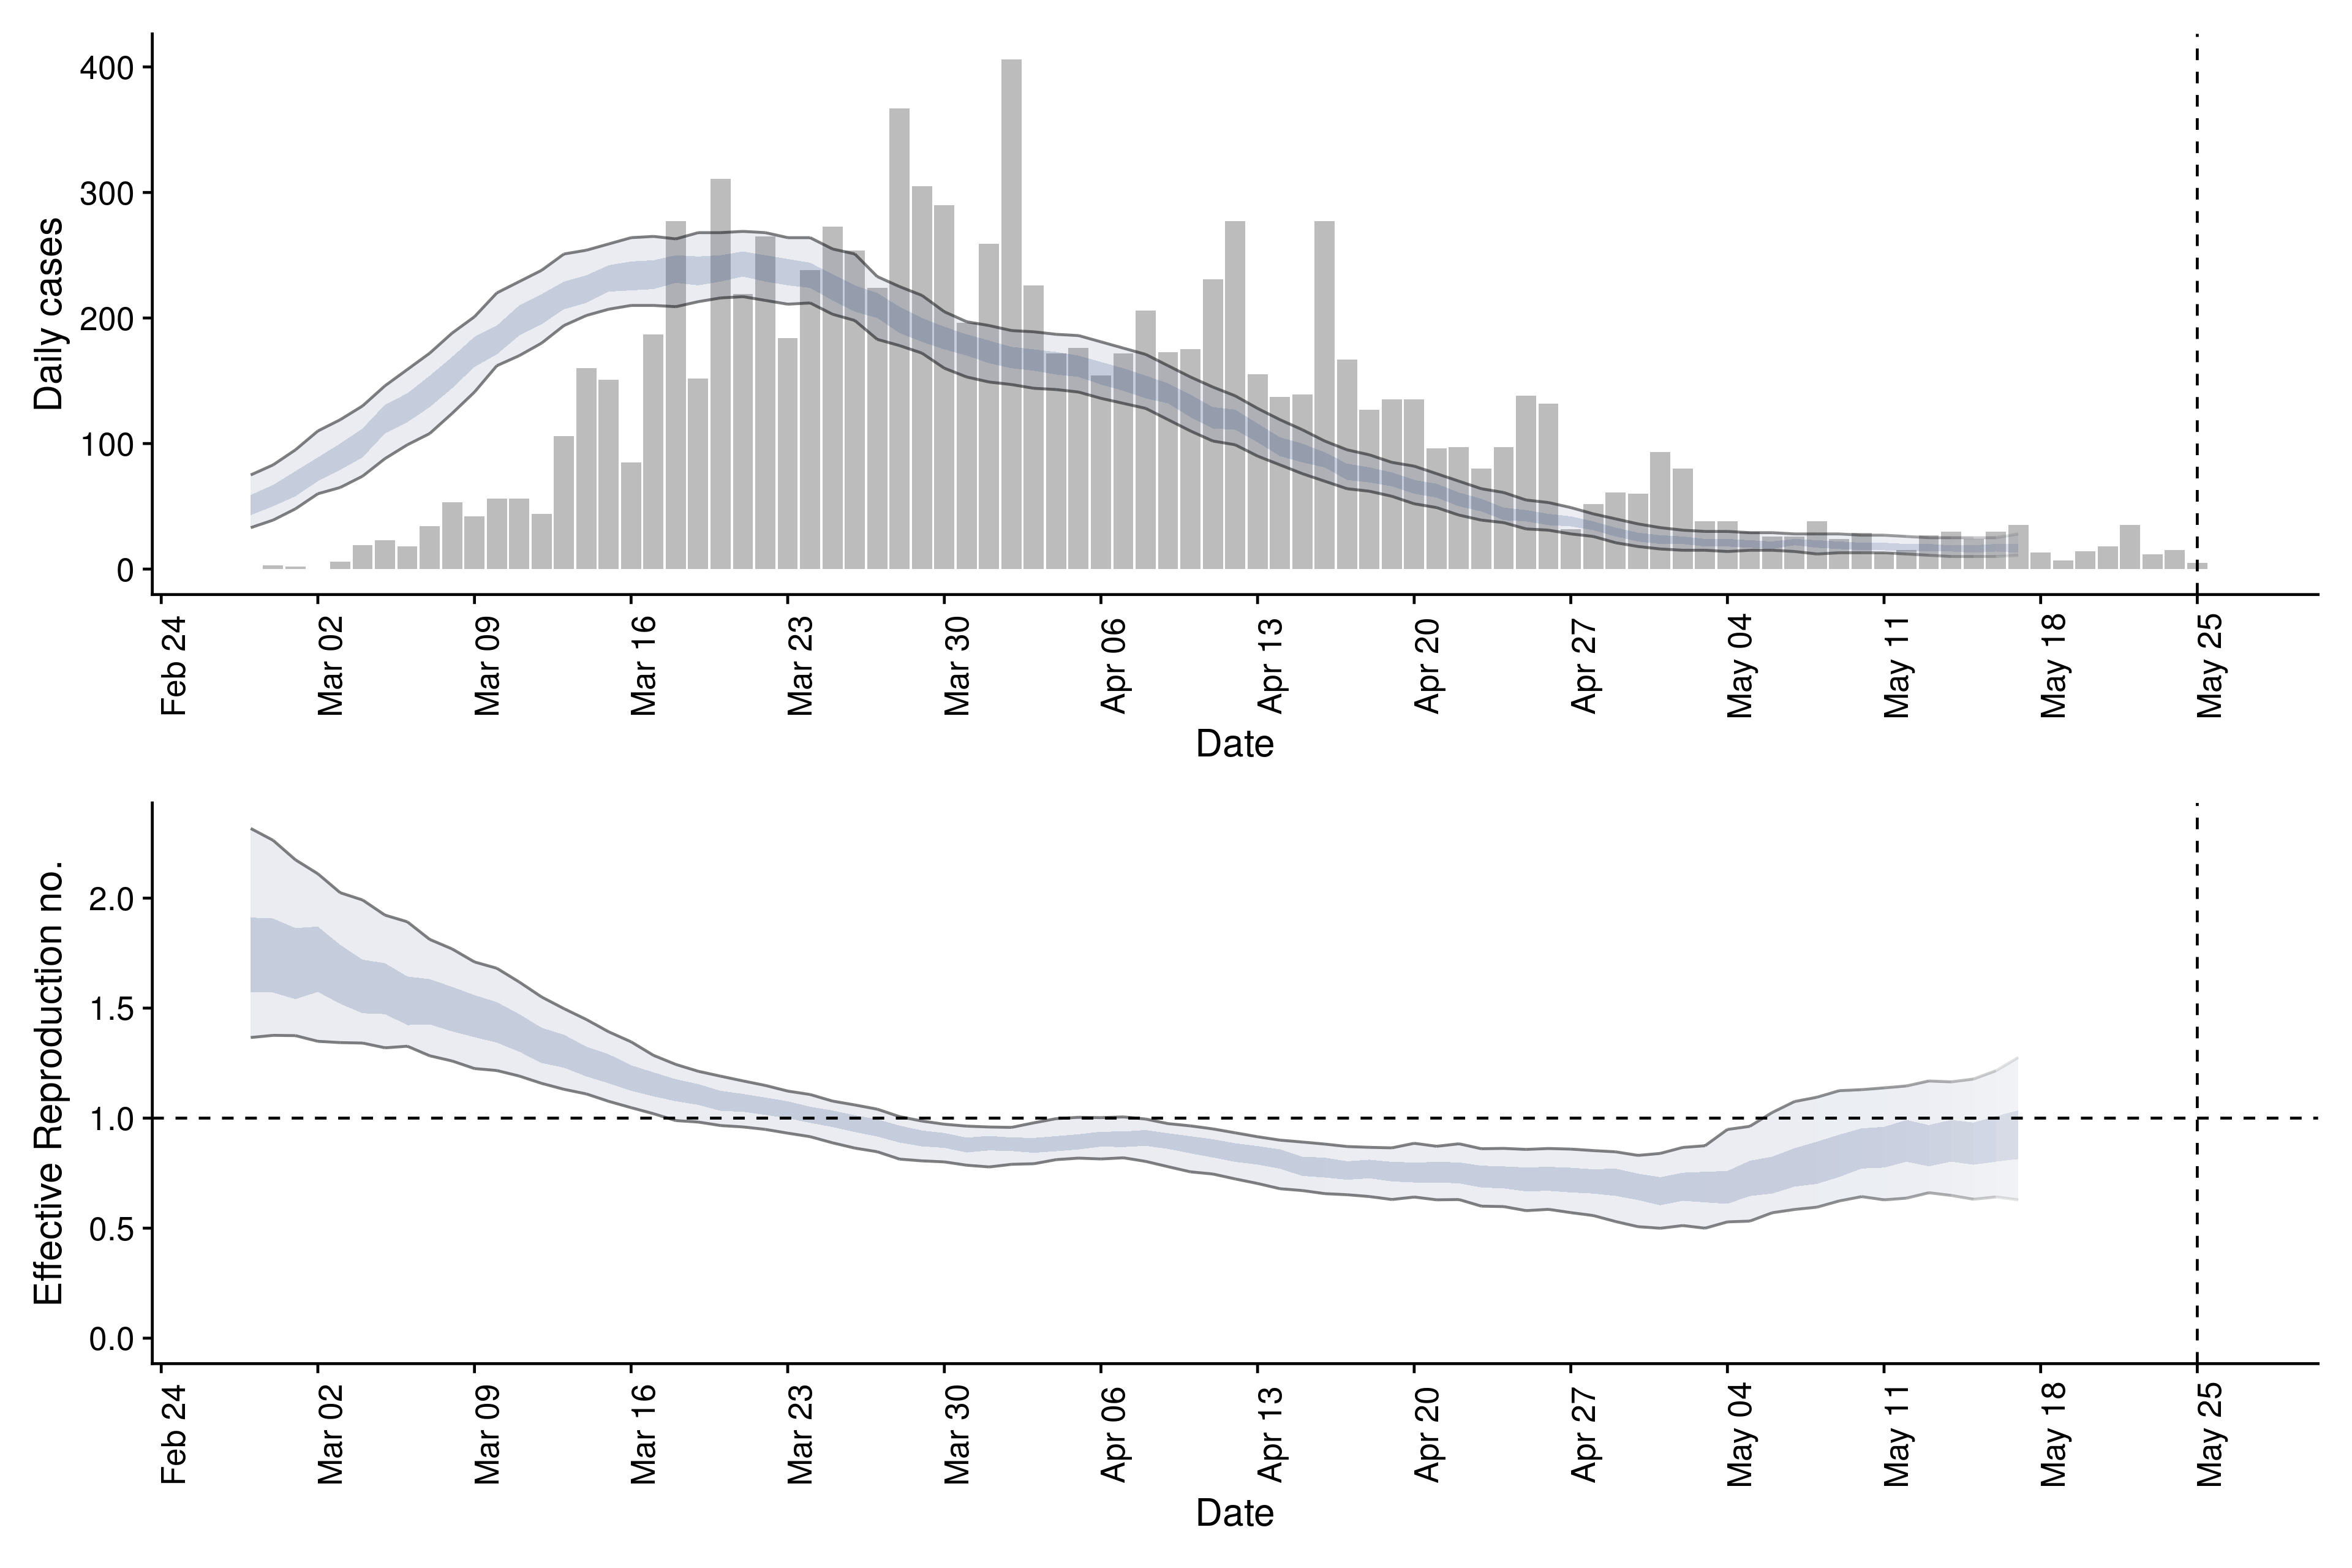 Daily cases
400
300
200
100
0
Feb 24
Mar 02
Mar 09
Mar 16
Mar 23
Mar 30
Apr 06
Apr 13
Apr 20
Apr 27
May 04
May 11
May 18
May 25
Date
Effective Reproduction no.
2.0
1.5
1.0
0.5
0.0
Feb 24
Mar 02
Mar 09
Mar 16
Mar 23
Mar 30
Apr 06
Apr 13
Apr 20
Apr 27
May 04
May 11
May 18
May 25
Date